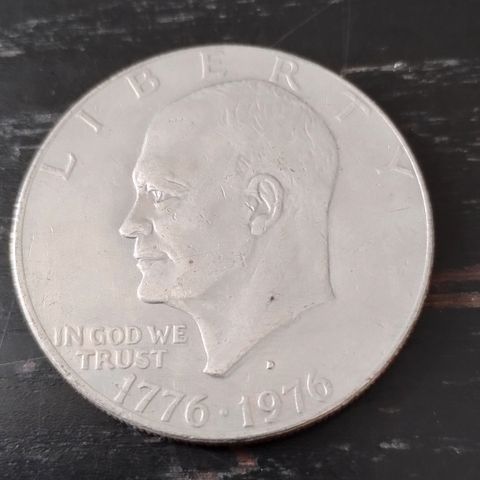 LIBERTY
IN GOD WE
TRUST
D
1776·1976